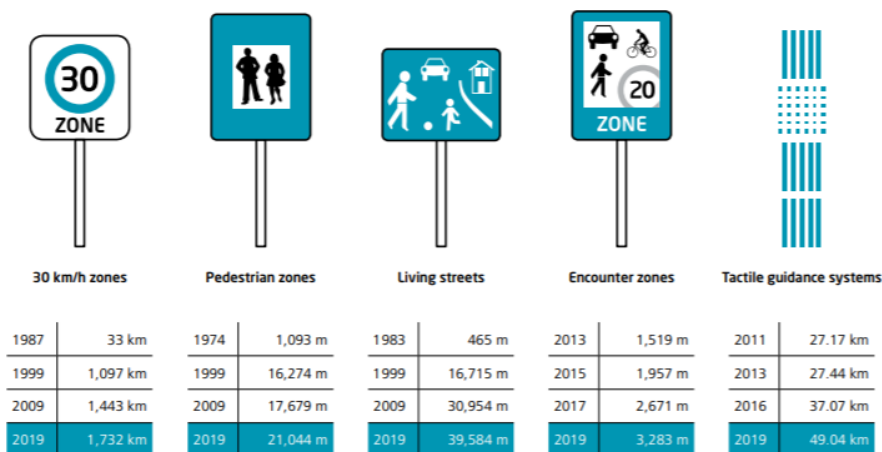 30
ZONE
20
ZONE
30 km/h zones
Pedestrian zones
Living streets
Encounter zones
Tactile guidance systems
1987 33 km
1999 1,097 km
2009 1,443 km
2019 1,732 km
1974 1,093 m
1999 16,274 m
2009 17,679 m
2019 21,044 m
1983 465 m
1999 16,715 m
2009 30,954 m
2019 39,584 m
2013 1,519 m
2015 1,957 m
2017 2,671 m
2019 3,283 m
2011 27.17 km
2013 27.44 km
2016 37.07 km
2019 49.04 km